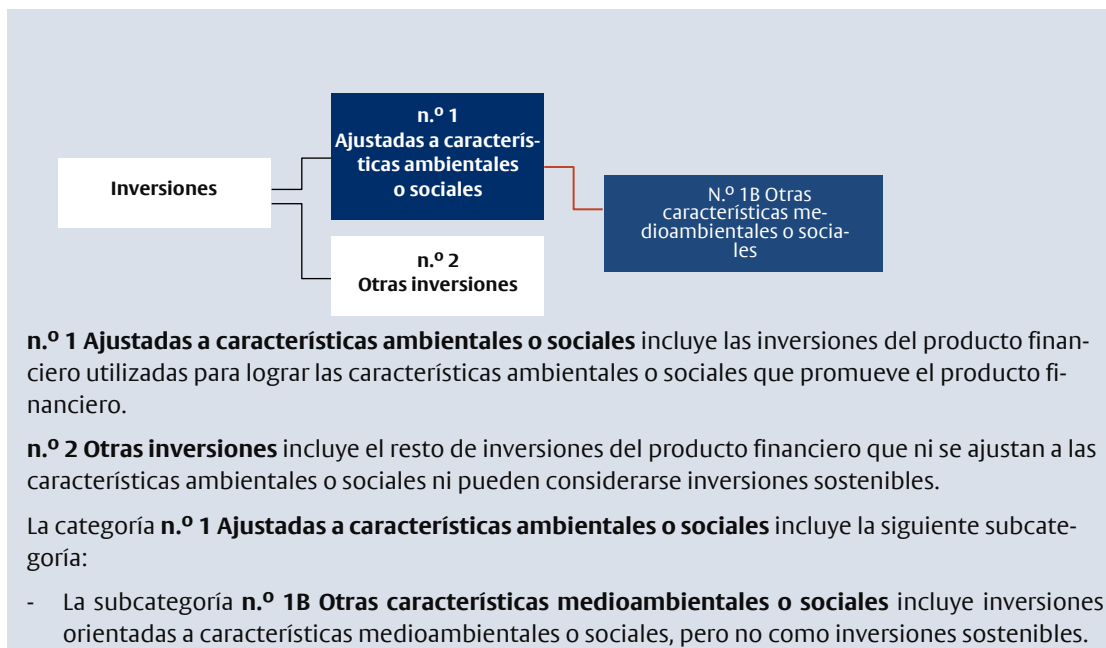 n.º 1
Ajustadas a caracterís-
ticas ambientales
o sociales
Inversiones
N.º 1B Otras
características me-
dioambientales o socia-
les
n.º 2
Otras inversiones
n.º 1 Ajustadas a características ambientales o sociales incluye las inversiones del producto finan-
ciero utilizadas para lograr las características ambientales o sociales que promueve el producto fi-
nanciero.
n.º 2 Otras inversiones incluye el resto de inversiones del producto financiero que ni se ajustan a las
características ambientales o sociales ni pueden considerarse inversiones sostenibles.
La categoría n.º 1 Ajustadas a características ambientales o sociales incluye la siguiente subcate-
goría:
- La subcategoría n.º 1B Otras características medioambientales o sociales incluye inversiones
orientadas a características medioambientales o sociales, pero no como inversiones sostenibles.